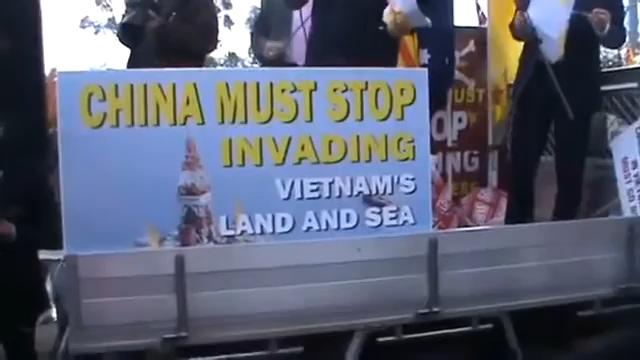 CHINA MUST STOP
INVADING
VIETNAM'S
LAND AND SEA